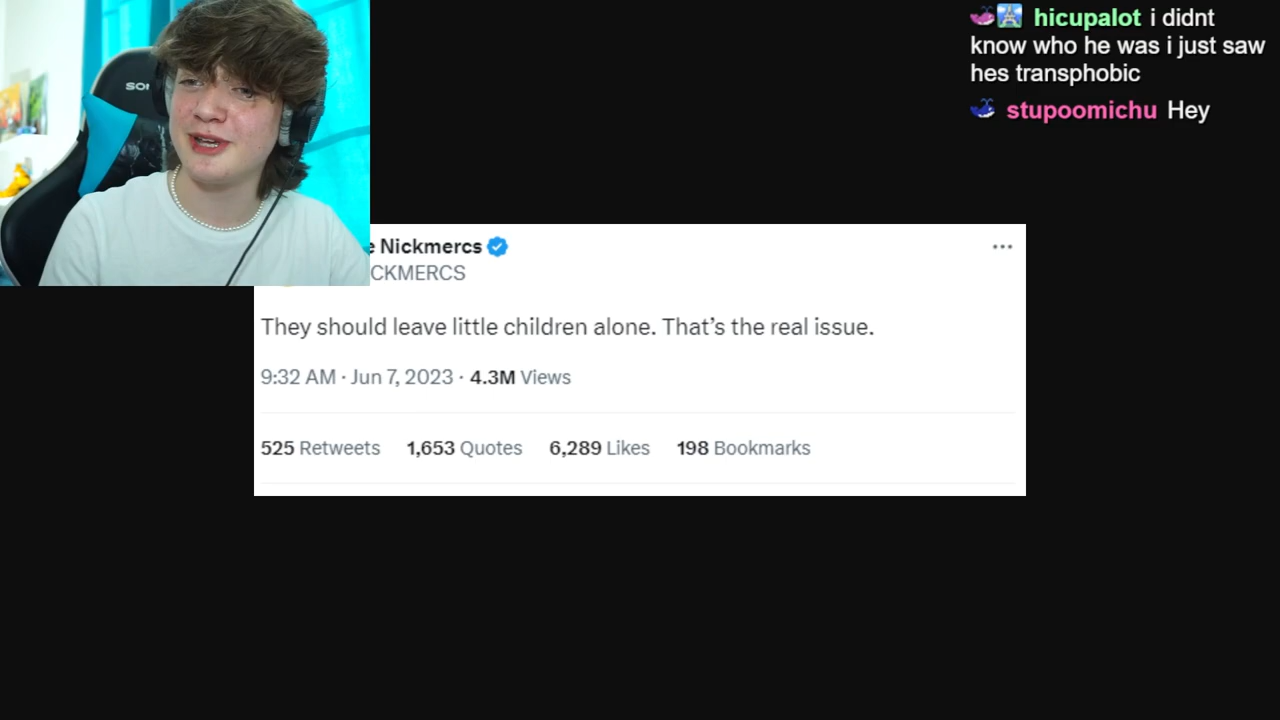 hicupalot i didnt
know who he was i just saw
hes transphobic
stupoomichu Hey
e Nickmercs
CKMERCS
They should leave little children alone. That’s the real issue.
9:32 AM · Jun 7, 2023 · 4.3M Views
525 Retweets 1,653 Quotes 6,289 Likes 198 Bookmarks